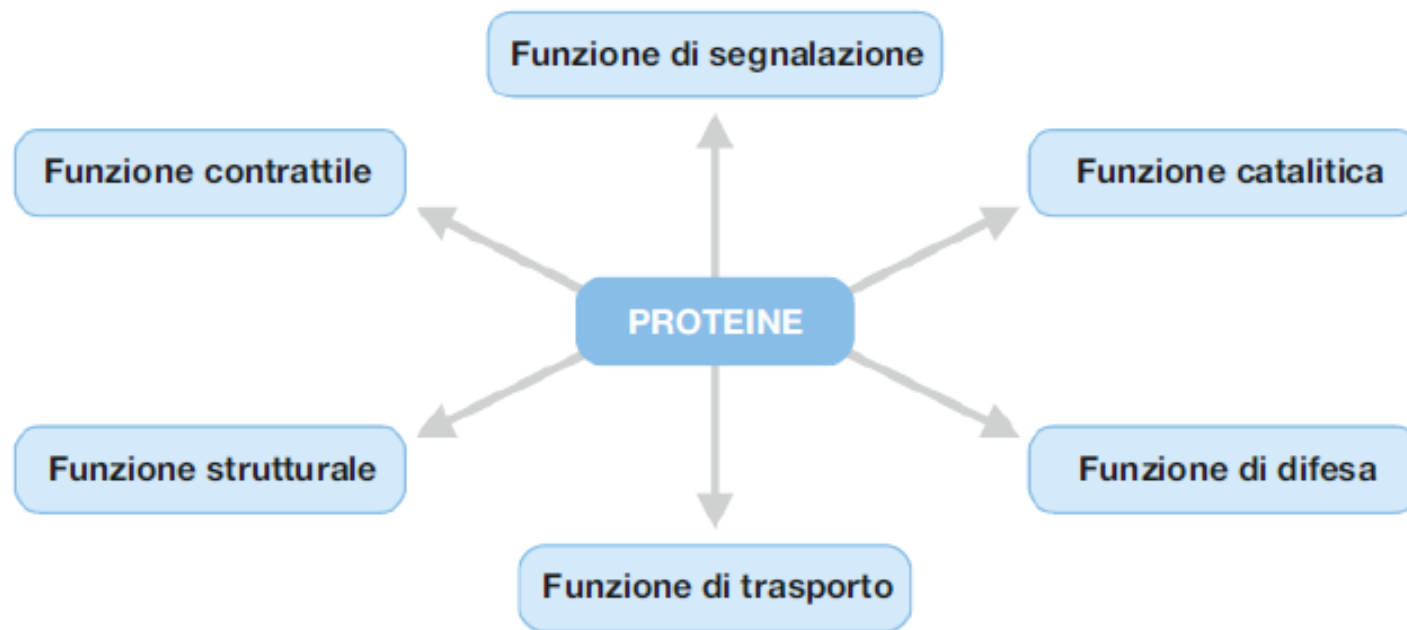 Funzione di segnalazione
Funzione contrattile
Funzione catalitica
PROTEINE
Funzione strutturale
Funzione di difesa
Funzione di trasporto